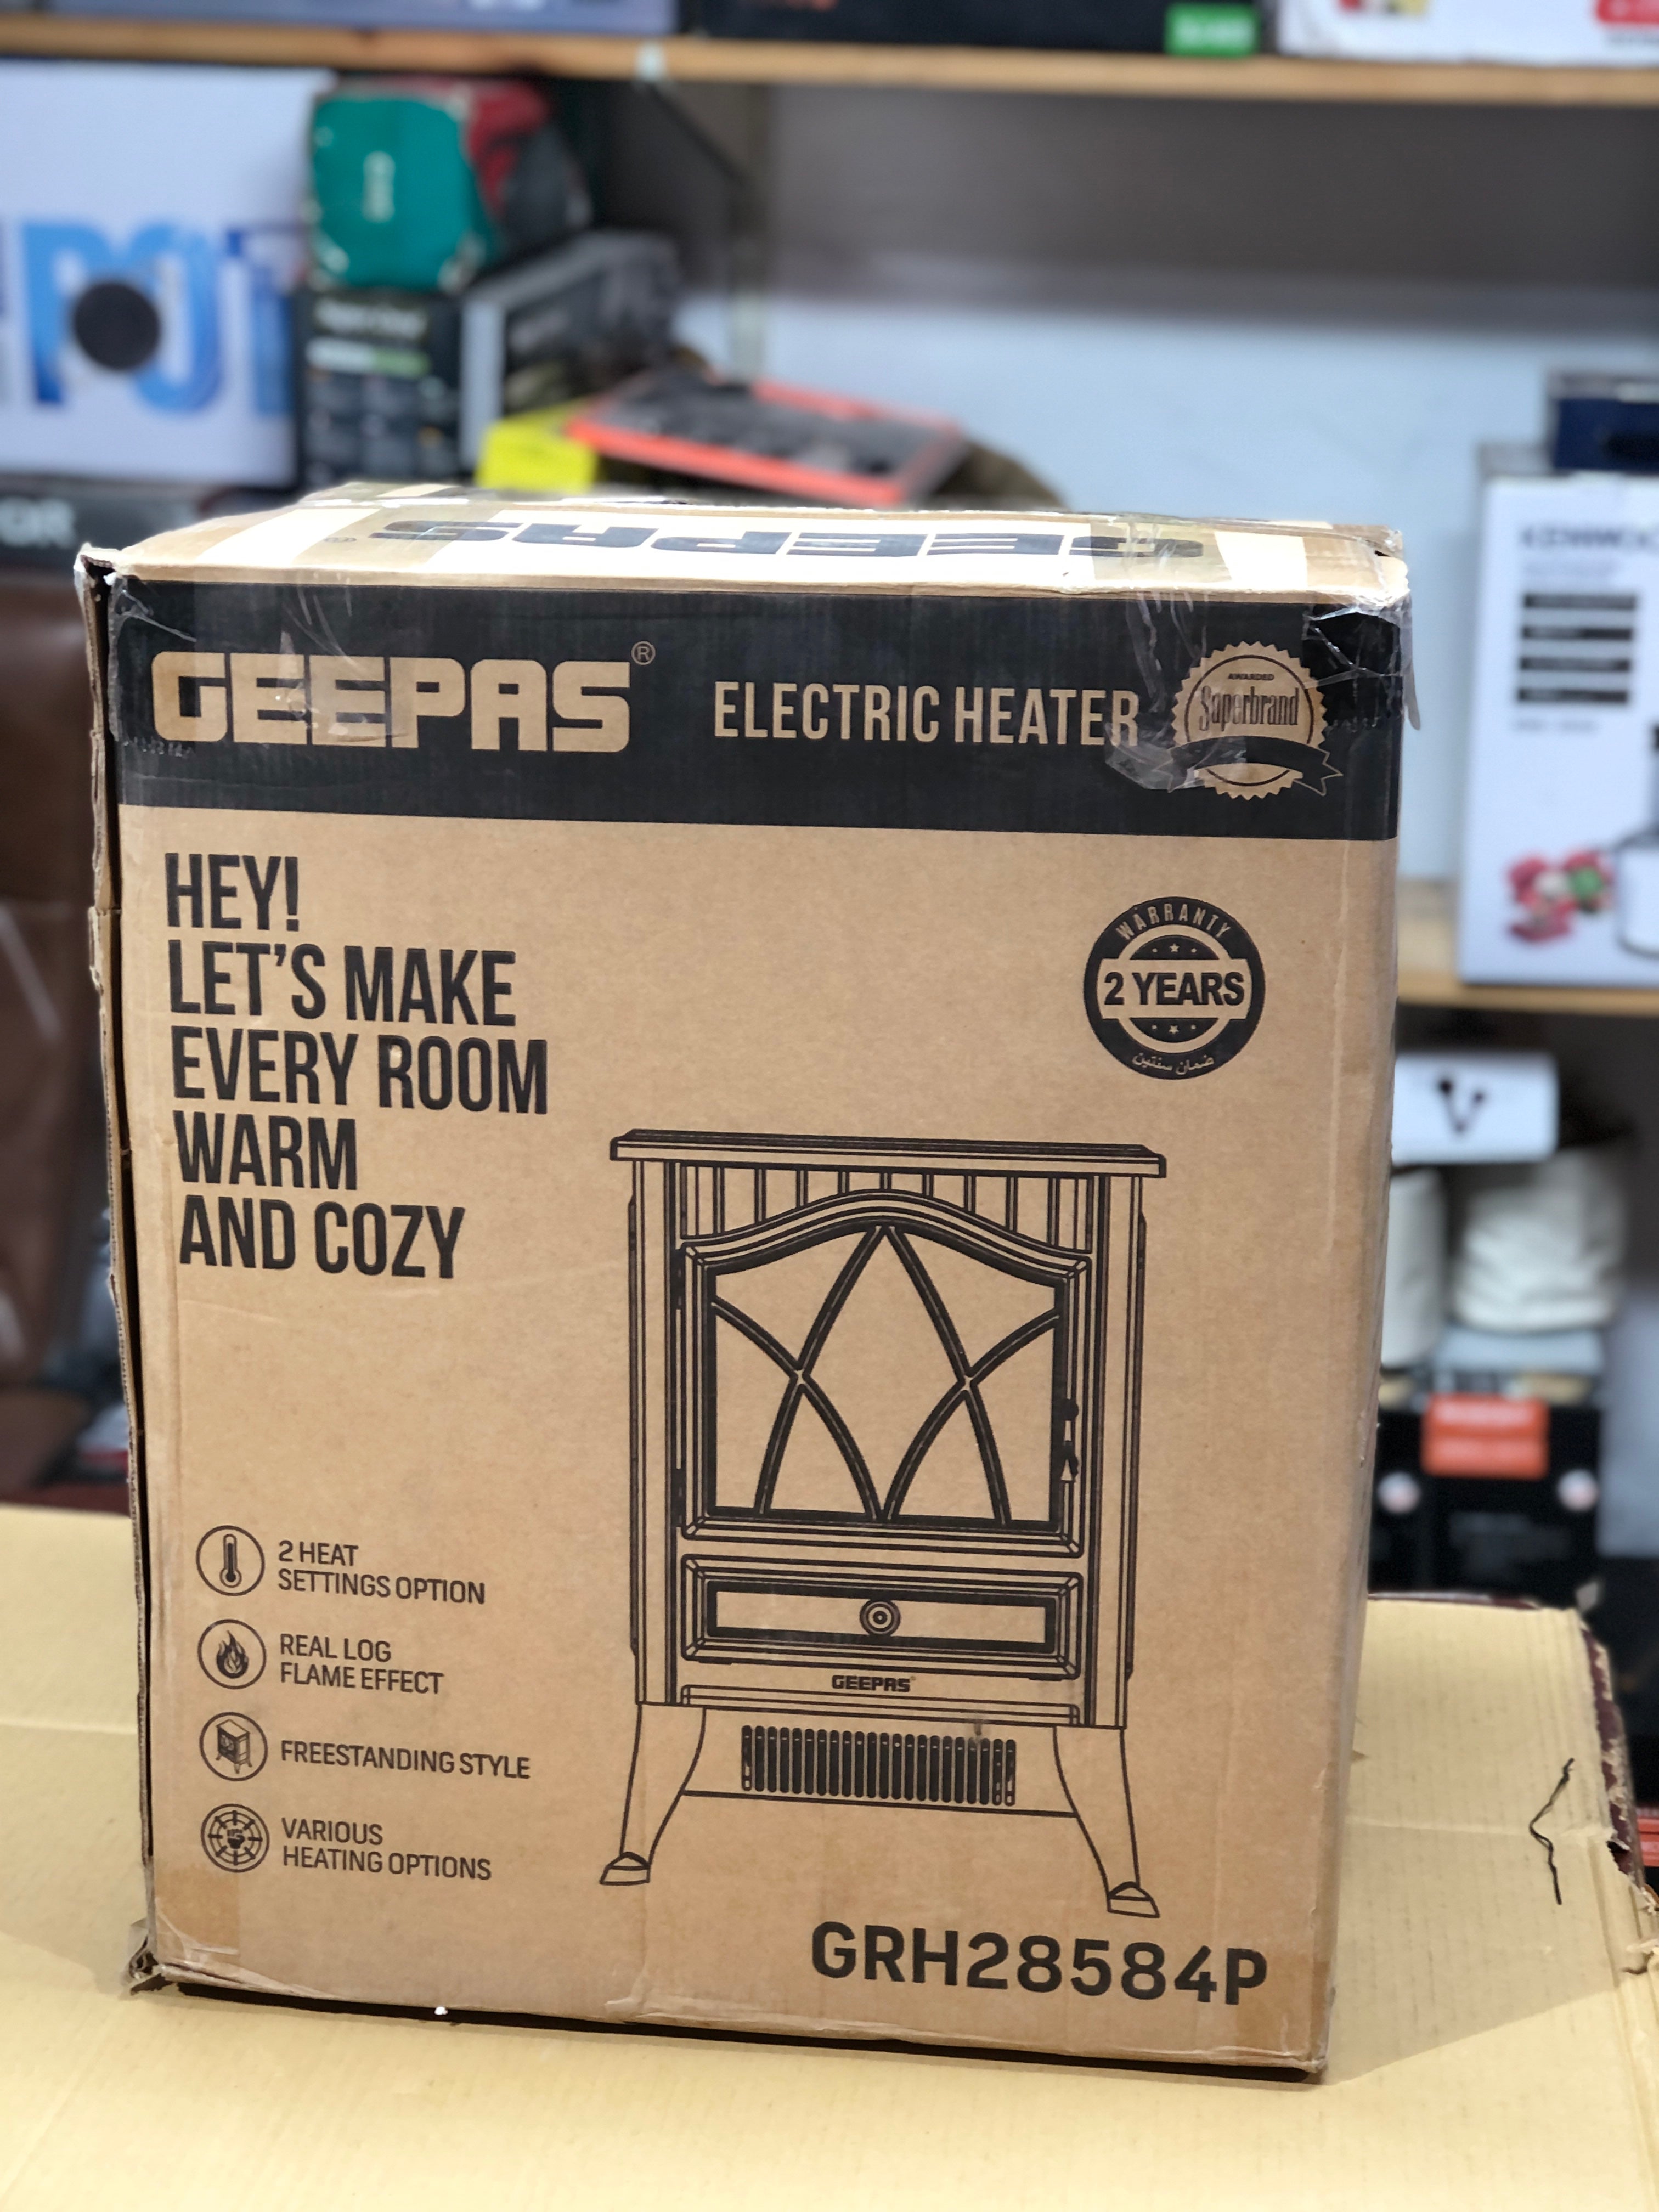 GEEPAS
GEEPAS®
ELECTRIC HEATER
AWARDED
Superbrand
HEY!
LET'S MAKE
EVERY ROOM
WARM
AND COZY
WARRANTY
2 YEARS
ضمان سنتين
2 HEAT
SETTINGS OPTION
REAL LOG
FLAME EFFECT
FREESTANDING STYLE
VARIOUS
HEATING OPTIONS
GEEPAS®
GRH28584P
KENWOO